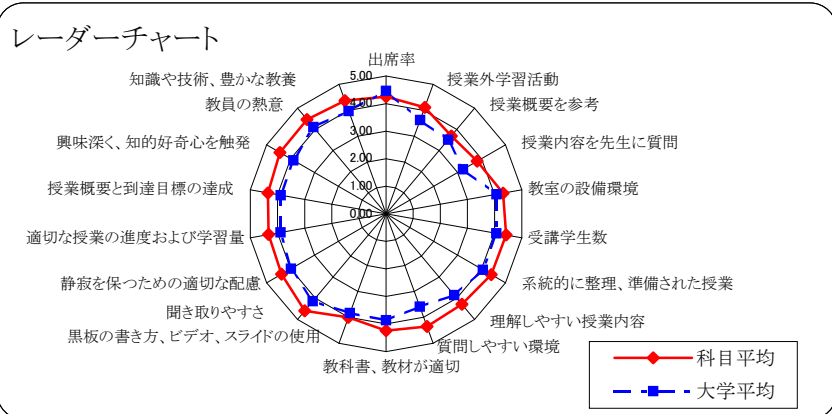 レーダーチャート
出席率
授業外学習活動
授業概要を参考
授業内容を先生に質問
教室の設備環境
受講学生数
系統的に整理、準備された授業
理解しやすい授業内容
質問しやすい環境
教科書、教材が適切
黒板の書き方、ビデオ、スライドの使用
聞き取りやすさ
静寂を保つための適切な配慮
適切な授業の進度および学習量
授業概要と到達目標の達成
興味深く、知的好奇心を触発
教員の熱意
知識や技術、豊かな教養
5.00
4.00
3.00
2.00
1.00
0.00
科目平均
大学平均